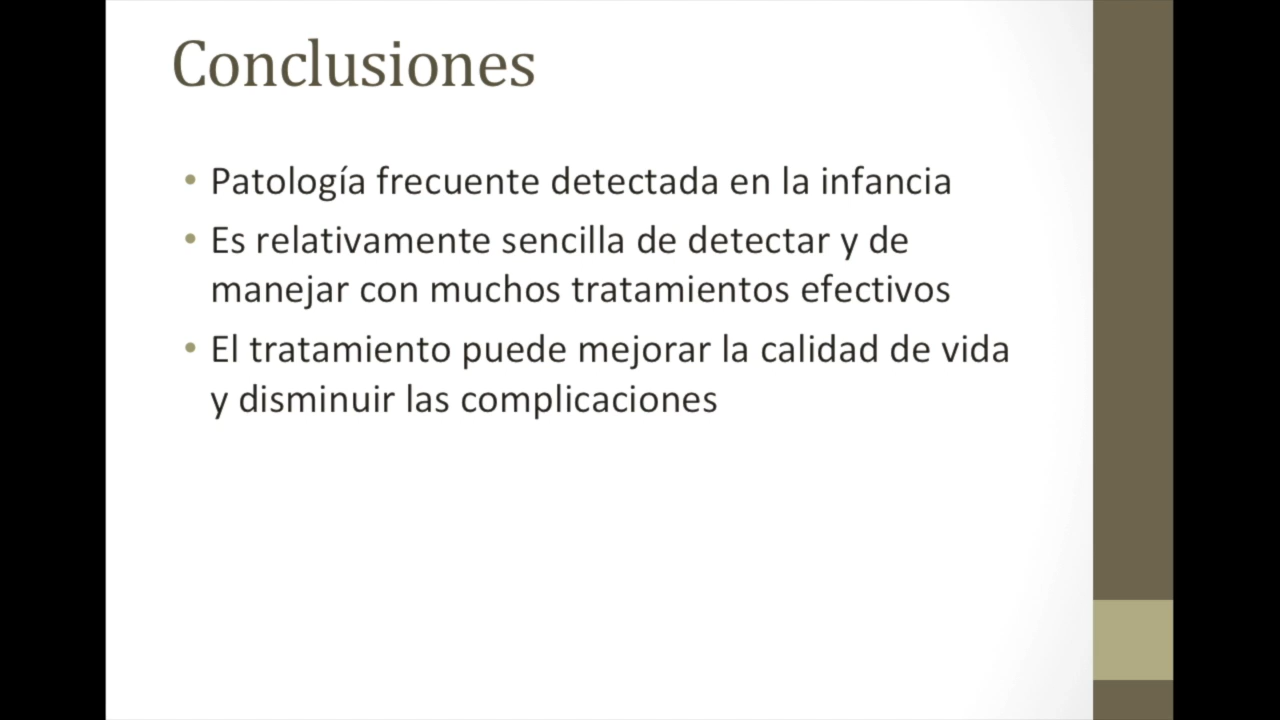 Conclusiones
• Patología frecuente detectada en la infancia
• Es relativamente sencilla de detectar y de
manejar con muchos tratamientos efectivos
• El tratamiento puede mejorar la calidad de vida
y disminuir las complicaciones